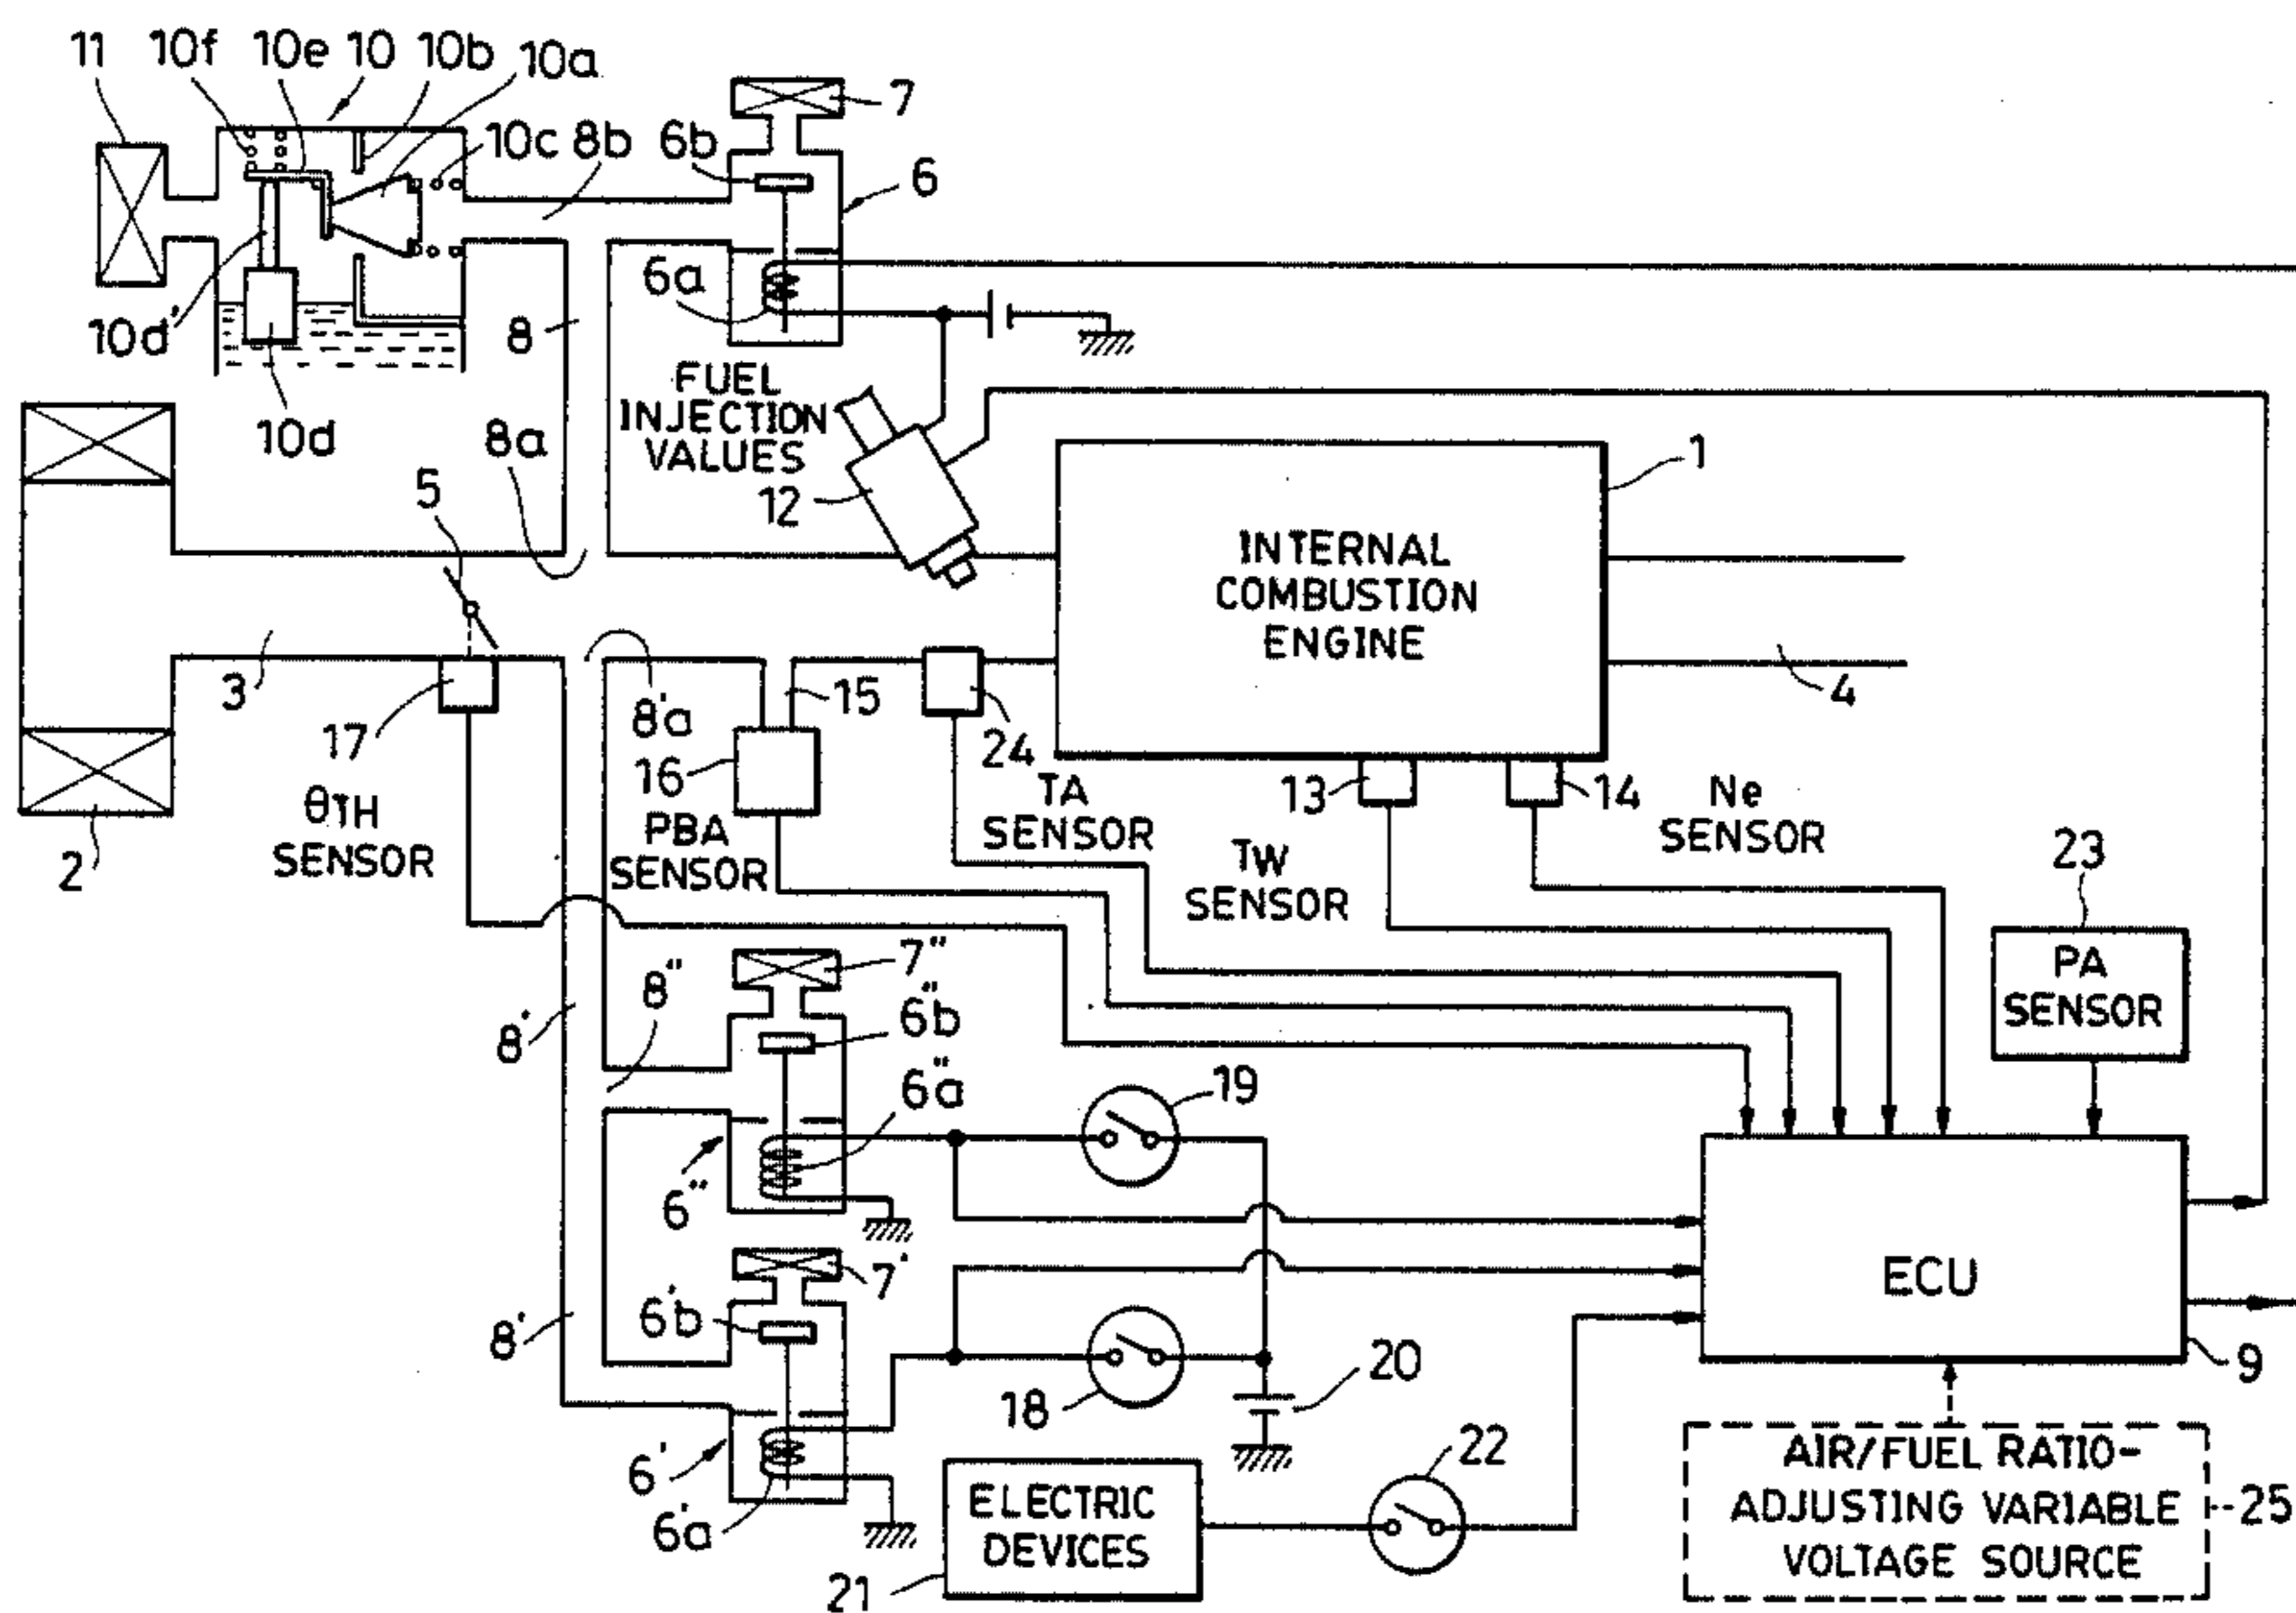 11
10f
10e
10
10b
10a
7
10c
8b
6b
6
6a
10d'
8
10d
FUEL
INJECTION
VALUES
8a
12
1
5
INTERNAL
COMBUSTION
ENGINE
3
17
8'a
15
16
24
4
2
θTH
SENSOR
PBA
SENSOR
TA
SENSOR
13
14
Ne
SENSOR
TW
SENSOR
23
PA
SENSOR
7"
8"
6"b
8'
6"a
19
6"
7'
6'b
8'
ECU
9
18
20
6'
6'a
ELECTRIC
DEVICES
21
22
AIR/FUEL RATIO-
ADJUSTING VARIABLE
VOLTAGE SOURCE
25